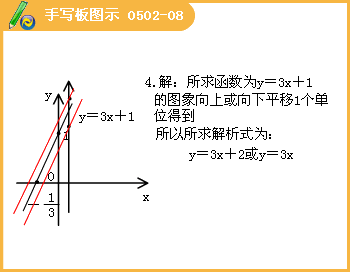 手写板图示 0502-08
4.解：所求函数为y＝3x＋1
的图象向上或向下平移1个单
位得到
所以所求解析式为：
y＝3x＋2或y＝3x
y
y＝3x＋1
1
0
x
－1/3